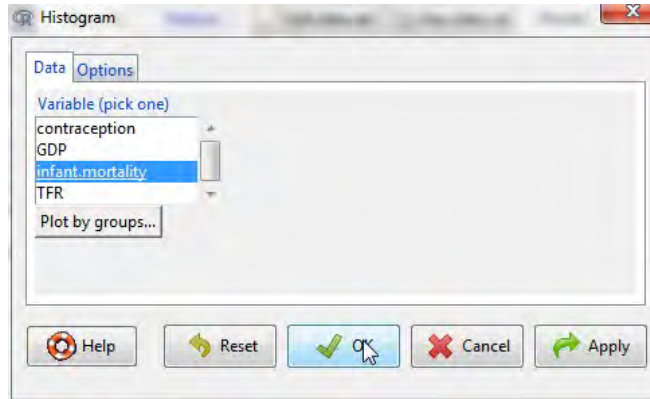 Histogram
Data Options
Variable (pick one)
contraception
GDP
infant.mortality
TFR
Plot by groups...
Help Reset OK Cancel Apply